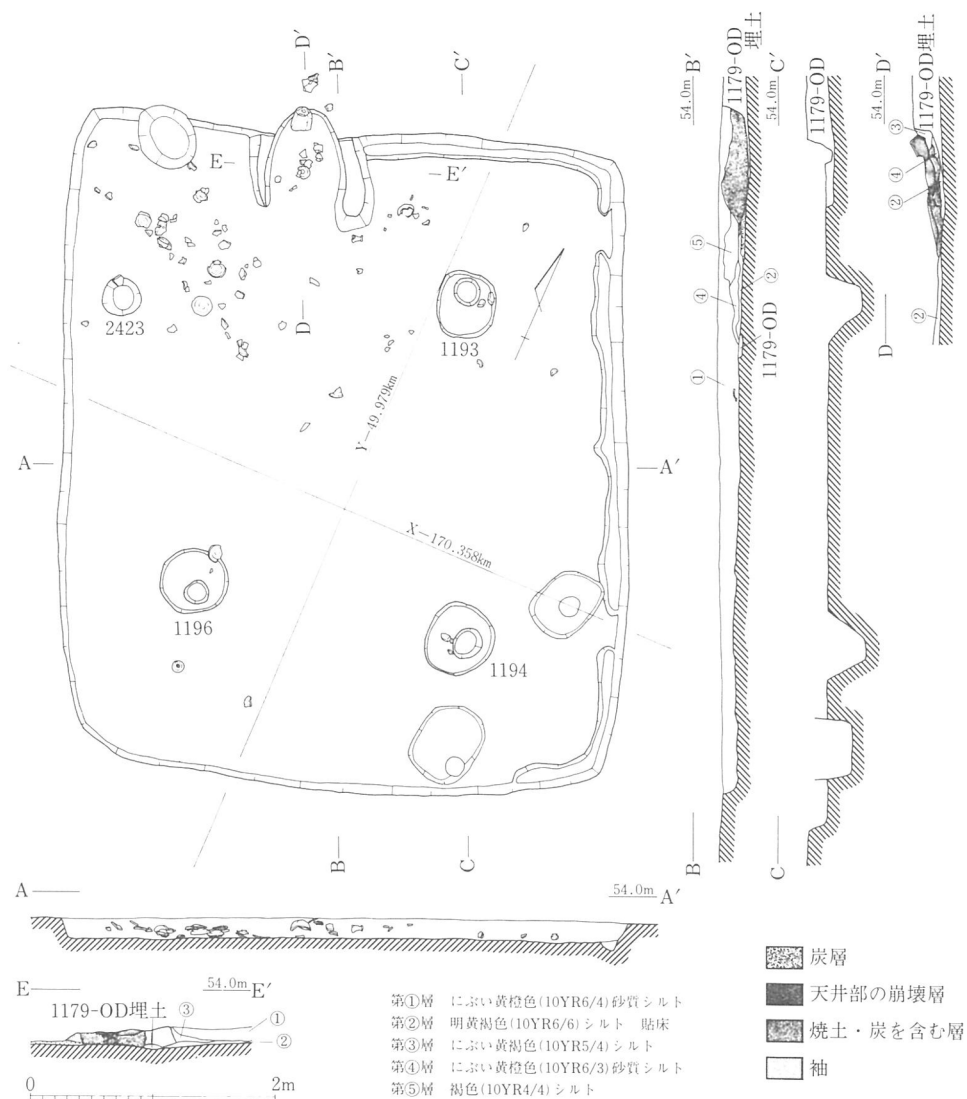 D′
B′
C′
E
E′
D
2423
1193
Y−49.979km
A
A′
X−170.358km
1196
1194
B
C
54.0m
B′
1179-OD
埋土
⑤
④
②
①
1179-OD
B
54.0m
C′
1179-OD
C
54.0m
D′
1179-OD埋土
③
④
②
②
D
A
54.0m
A′
E
54.0m
E′
1179-OD埋土
③
①
②
0
2m
第①層 にぶい黄橙色(10YR6/4)砂質シルト
第②層 明黄褐色(10YR6/6)シルト 貼床
第③層 にぶい黄褐色(10YR5/4)シルト
第④層 にぶい黄橙色(10YR6/3)砂質シルト
第⑤層 褐色(10YR4/4)シルト
炭層
天井部の崩壊層
焼土・炭を含む層
袖